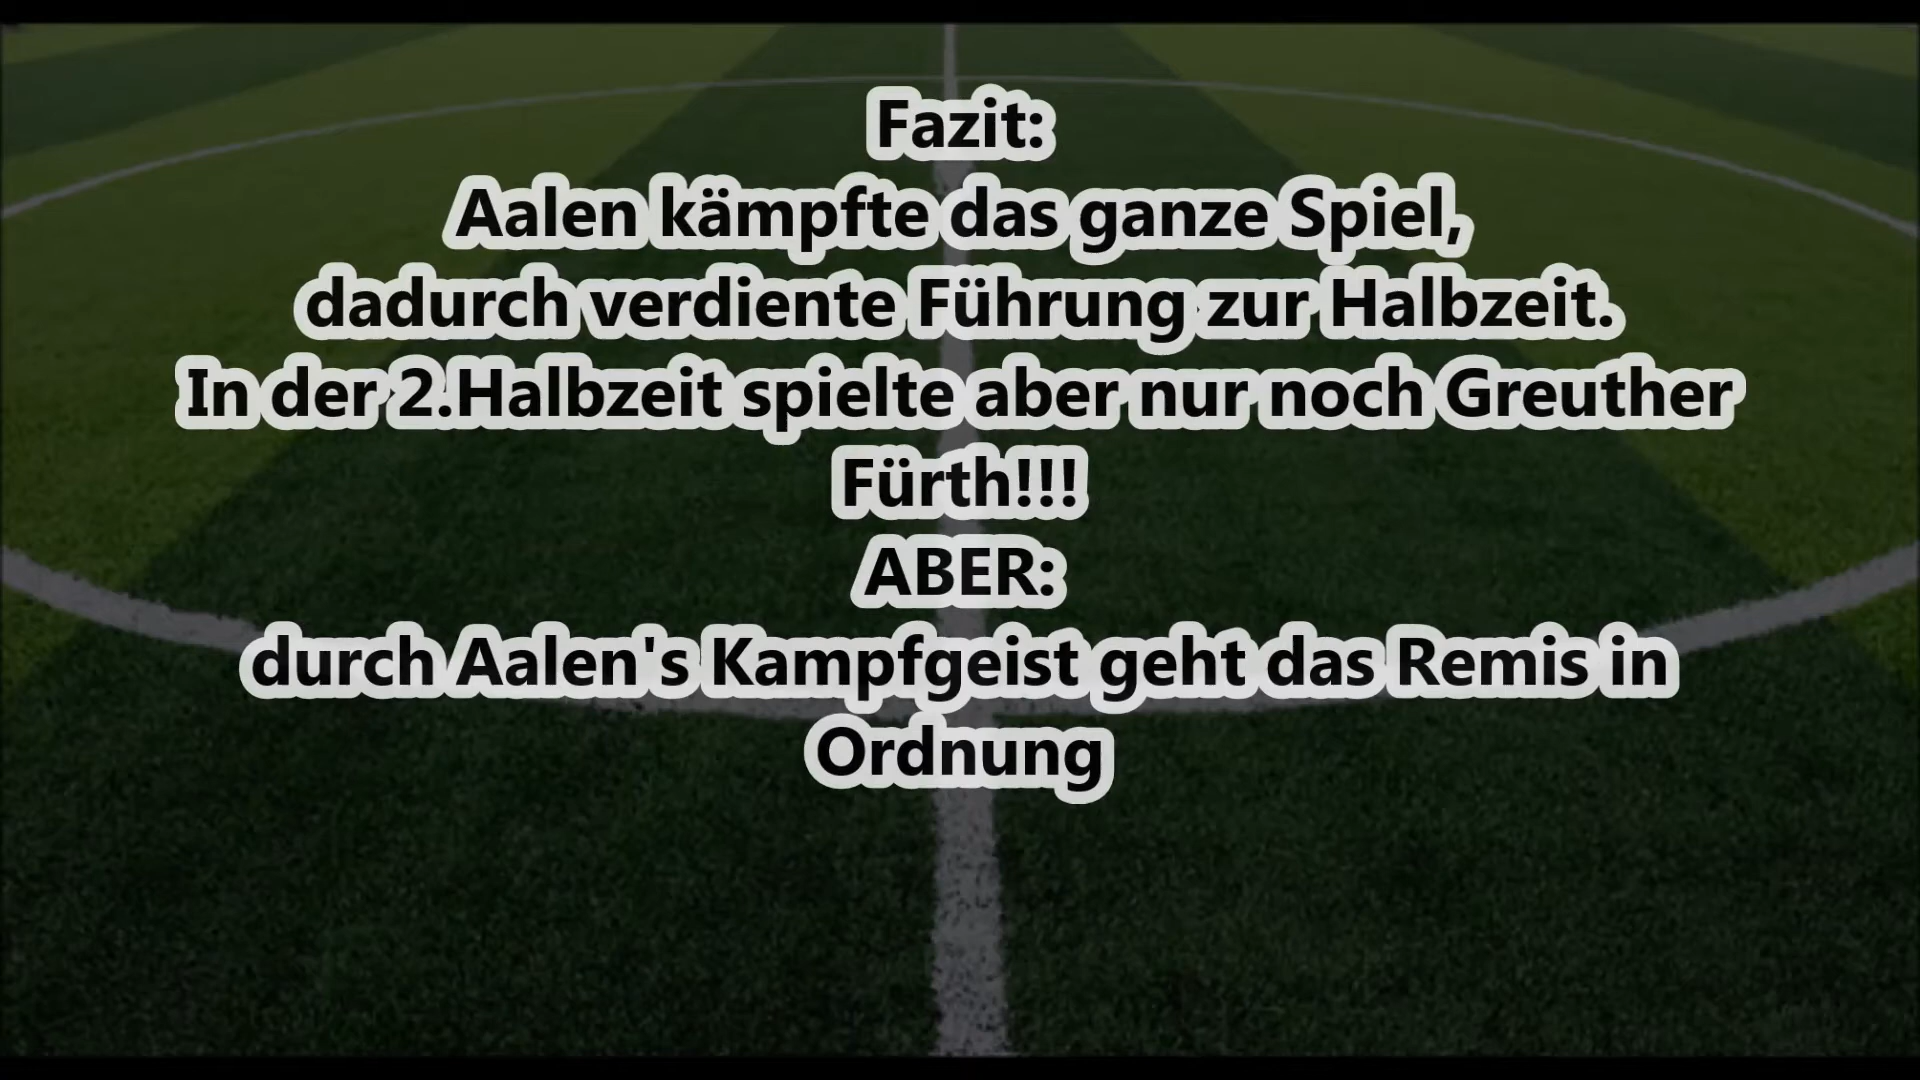 Fazit:
Aalen kämpfte das ganze Spiel,
dadurch verdiente Führung zur Halbzeit.
In der 2.Halbzeit spielte aber nur noch Greuther
Fürth!!!
ABER:
durch Aalen's Kampfgeist geht das Remis in
Ordnung